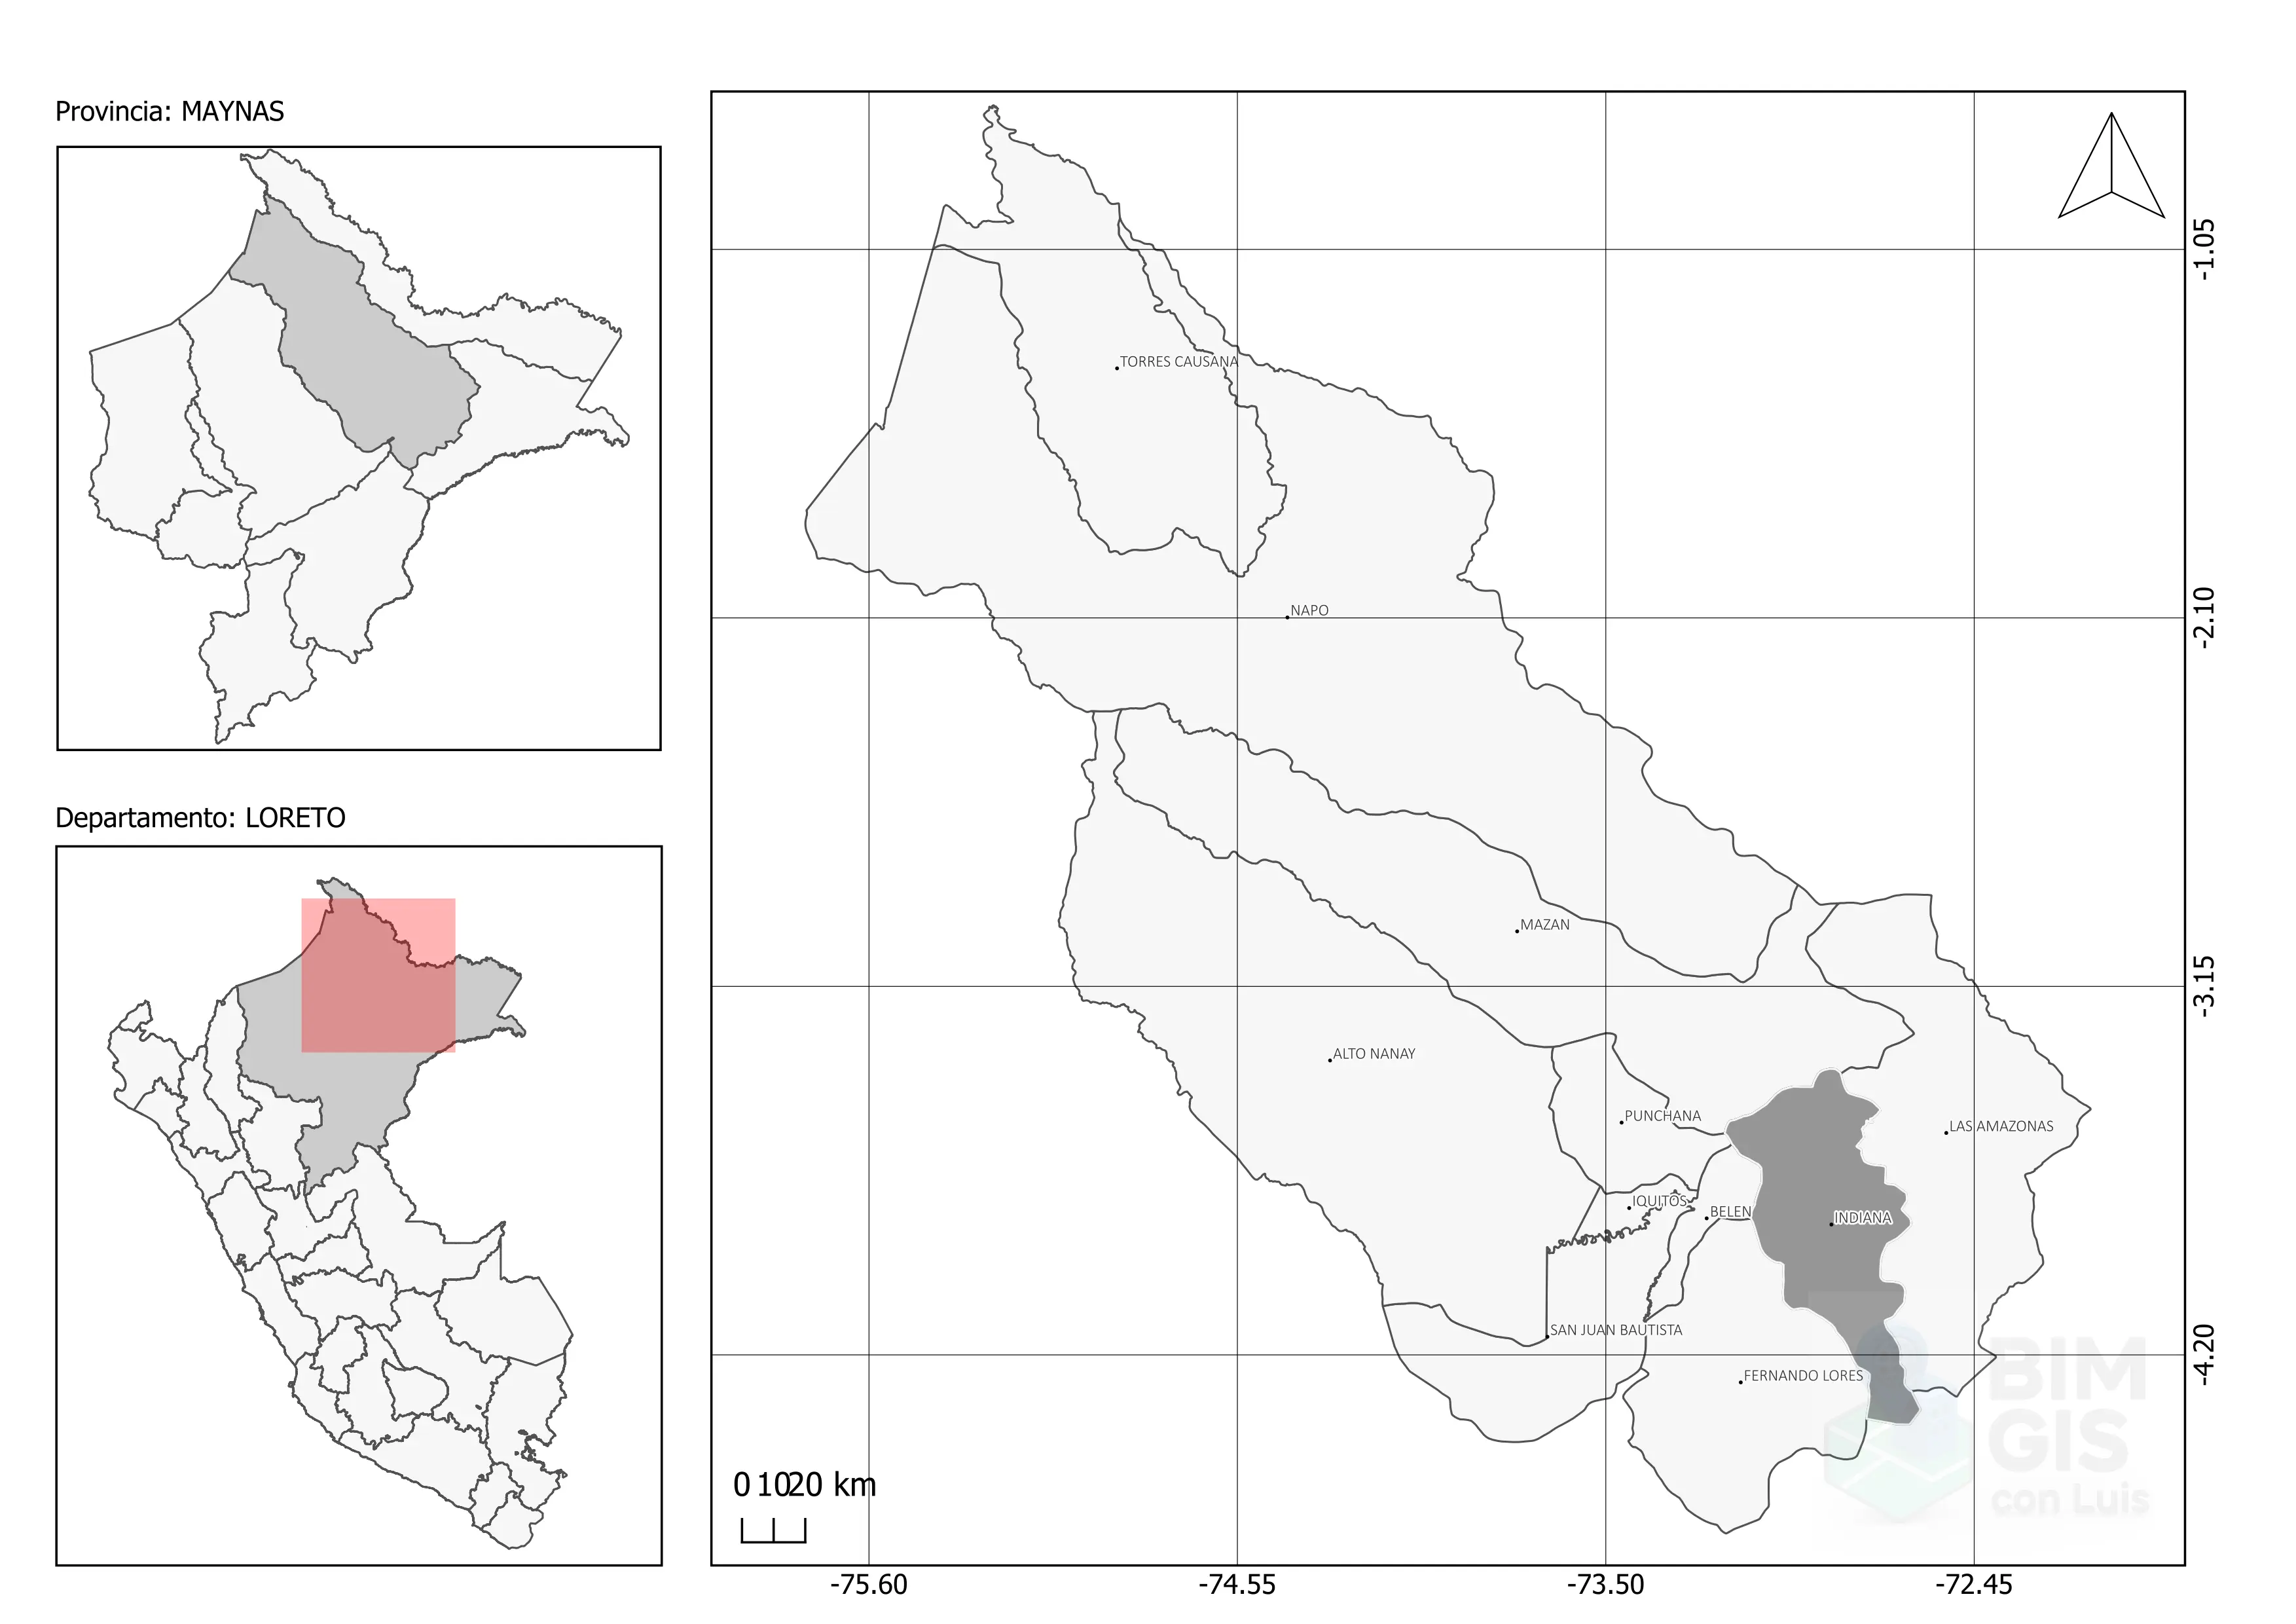 Provincia: MAYNAS
Departamento: LORETO
TORRES CAUSANA
NAPO
MAZAN
ALTO NANAY
PUNCHANA
LAS AMAZONAS
IQUITOS
BELEN
INDIANA
SAN JUAN BAUTISTA
FERNANDO LORES
-1.05
-2.10
-3.15
-4.20
BIM
GIS
con Luis
0 10 20 km
-75.60
-74.55
-73.50
-72.45